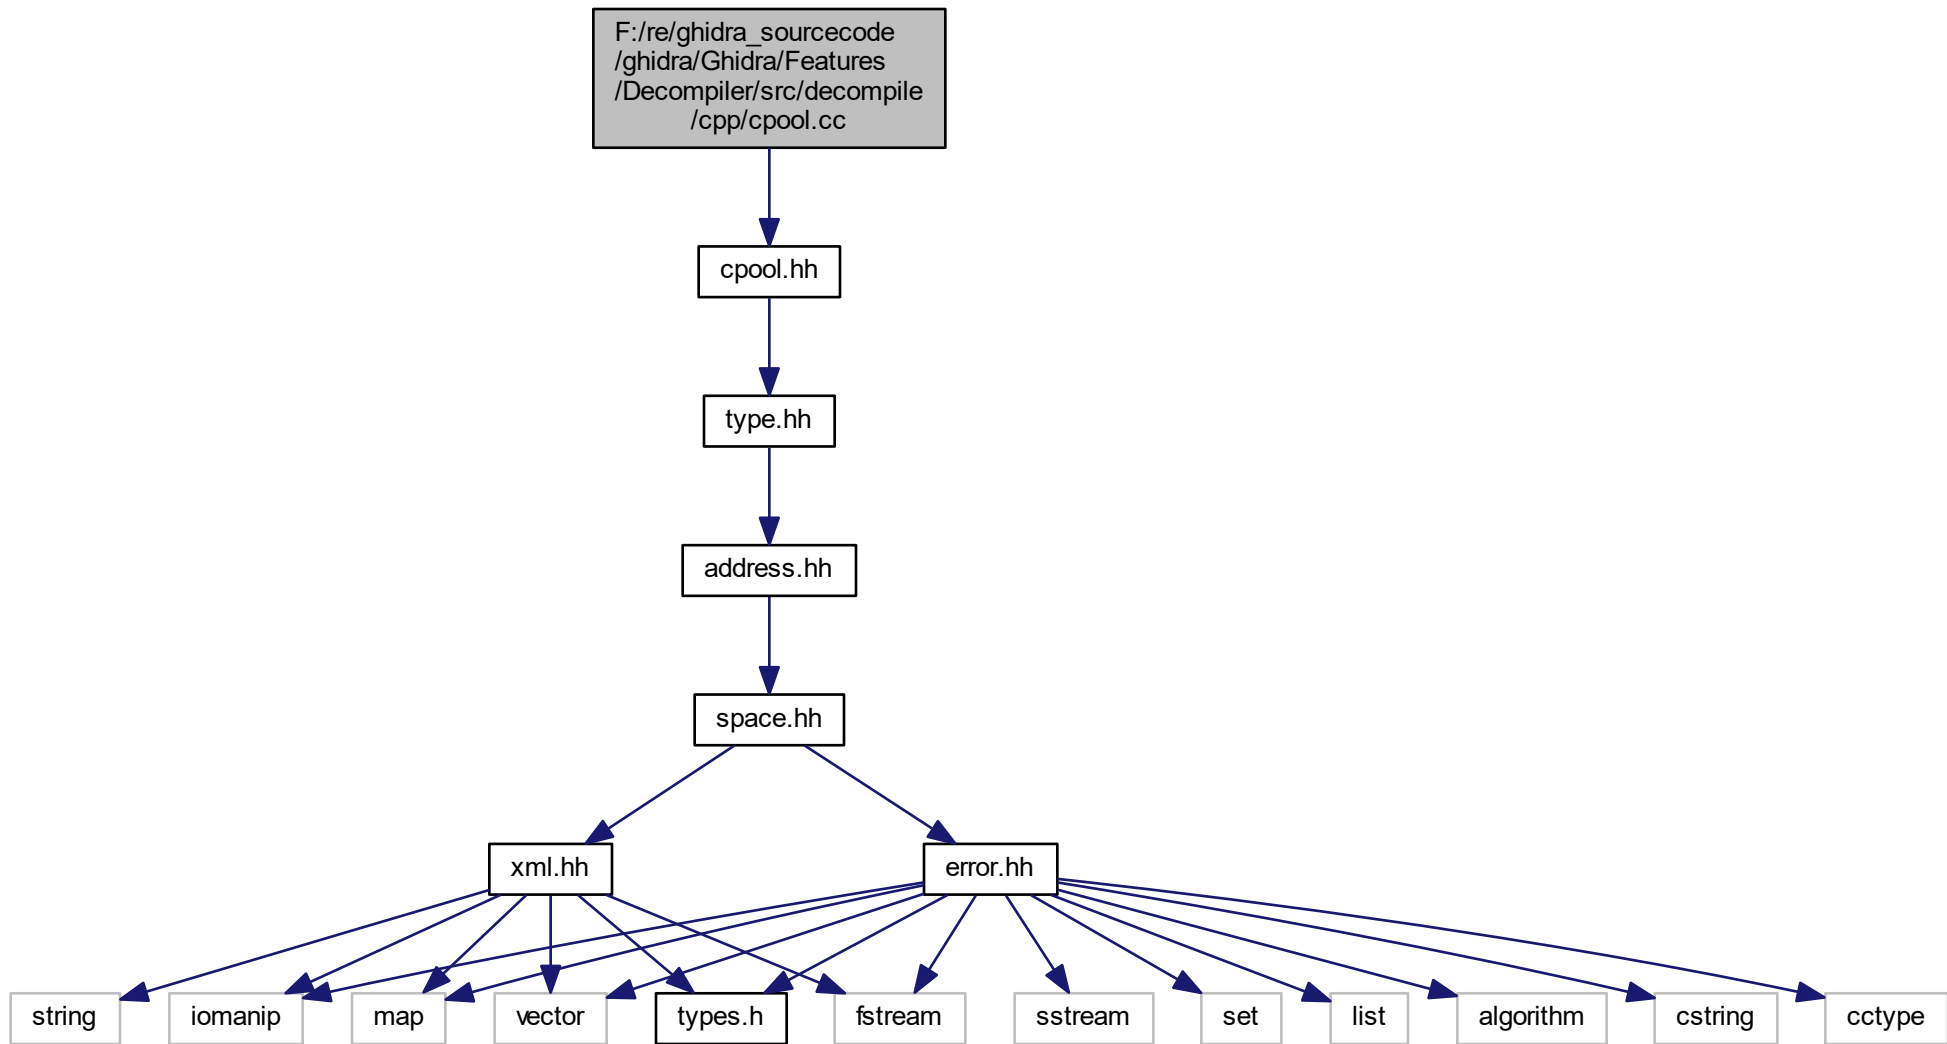 F:/re/ghidra_sourcecode
/ghidra/Ghidra/Features
/Decompiler/src/decompile
/cpp/cpool.cc
cpool.hh
type.hh
address.hh
space.hh
xml.hh
error.hh
string
iomanip
map
vector
types.h
fstream
sstream
set
list
algorithm
cstring
cctype